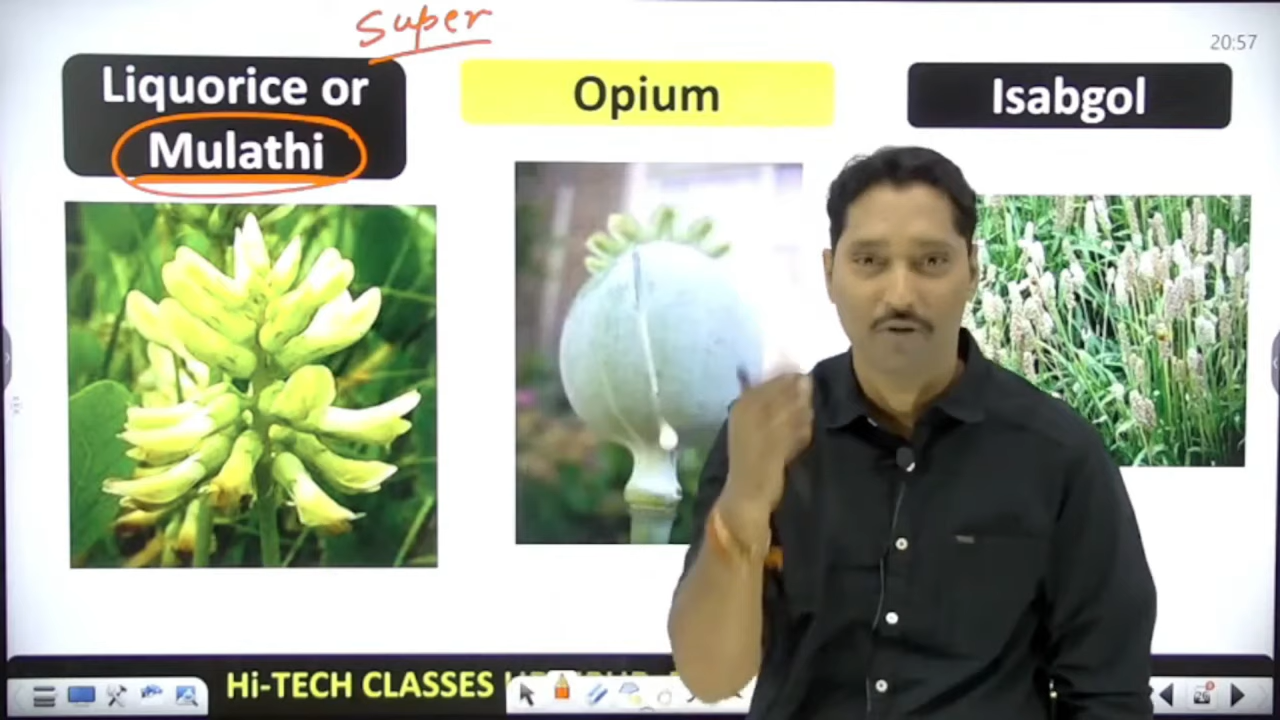 Super
20:57
Liquorice or
Mulathi
Opium
Isabgol
Hi-TECH CLASSES